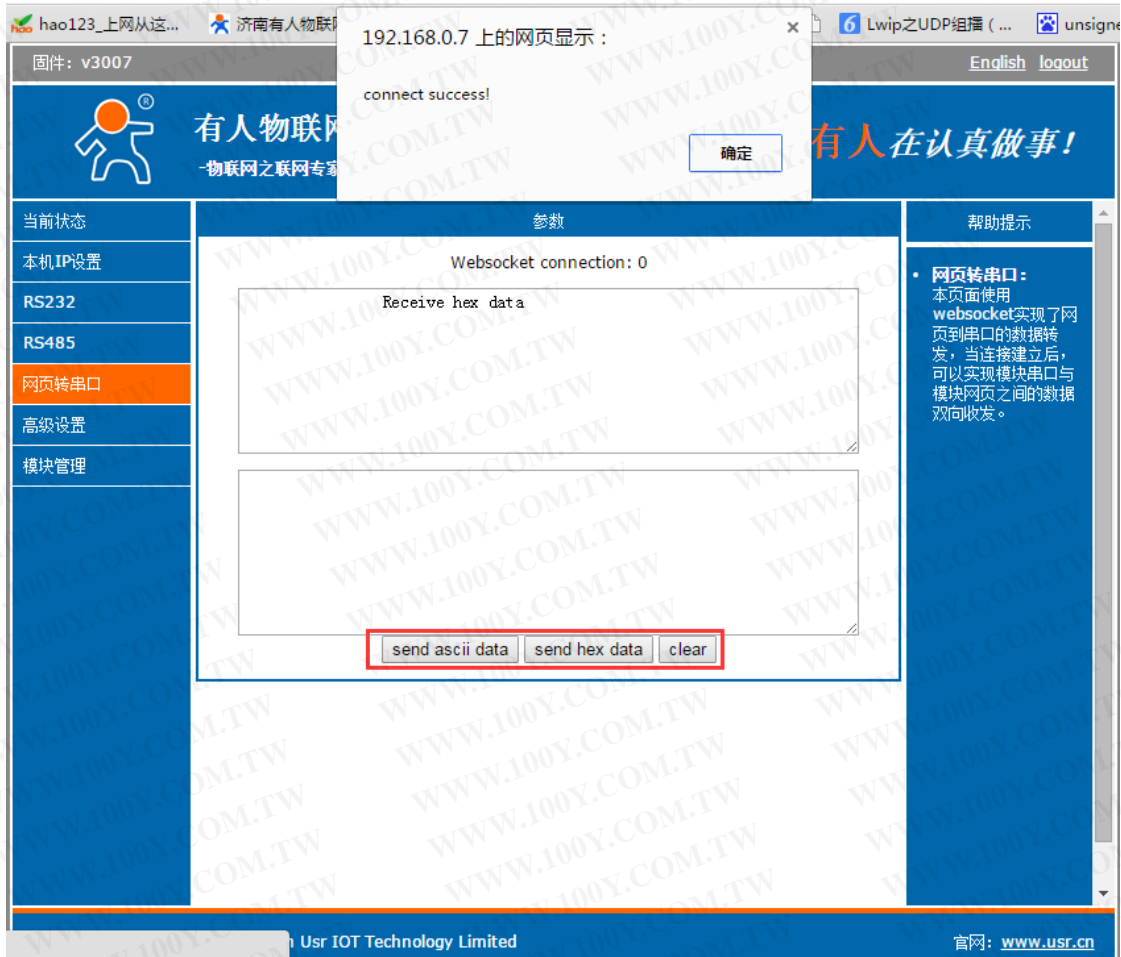 hao123_上网从这...
济南有人物联网
Lwip之UDP组播 ( ...
unsigne
192.168.0.7 上的网页显示：
connect success!
确定
固件：v3007
English logout
®
有人物联网
-物联网之联网专家
有人在认真做事!
当前状态
本机IP设置
RS232
RS485
网页转串口
高级设置
模块管理
参数
Websocket connection: 0
Receive hex data
send ascii data send hex data clear
帮助提示
• 网页转串口：
本页面使用
websocket实现了网
页到串口的数据转
发，当连接建立后，
可以实现模块串口与
模块网页之间的数据
双向收发。
Usr IOT Technology Limited
官网：www.usr.cn
WWW.100Y.COM.TW